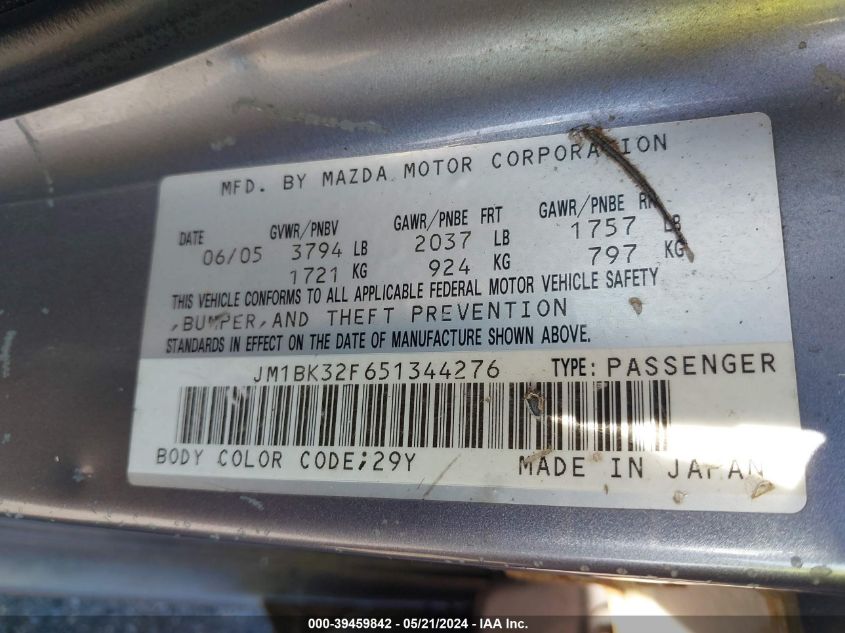 MFD. BY MAZDA MOTOR CORPORATION
DATE GVWR/PNBV GAWR/PNBE FRT GAWR/PNBE RR
06/05 3794 LB 2037 LB 1757 LB
1721 KG 924 KG 797 KG
THIS VEHICLE CONFORMS TO ALL APPLICABLE FEDERAL MOTOR VEHICLE SAFETY
,BUMPER,AND THEFT PREVENTION
STANDARDS IN EFFECT ON THE DATE OF MANUFACTURE SHOWN ABOVE.
JM1BK32F651344276 TYPE: PASSENGER
BODY COLOR CODE;29Y MADE IN JAPAN
000-39459842 - 05/21/2024 - IAA Inc.